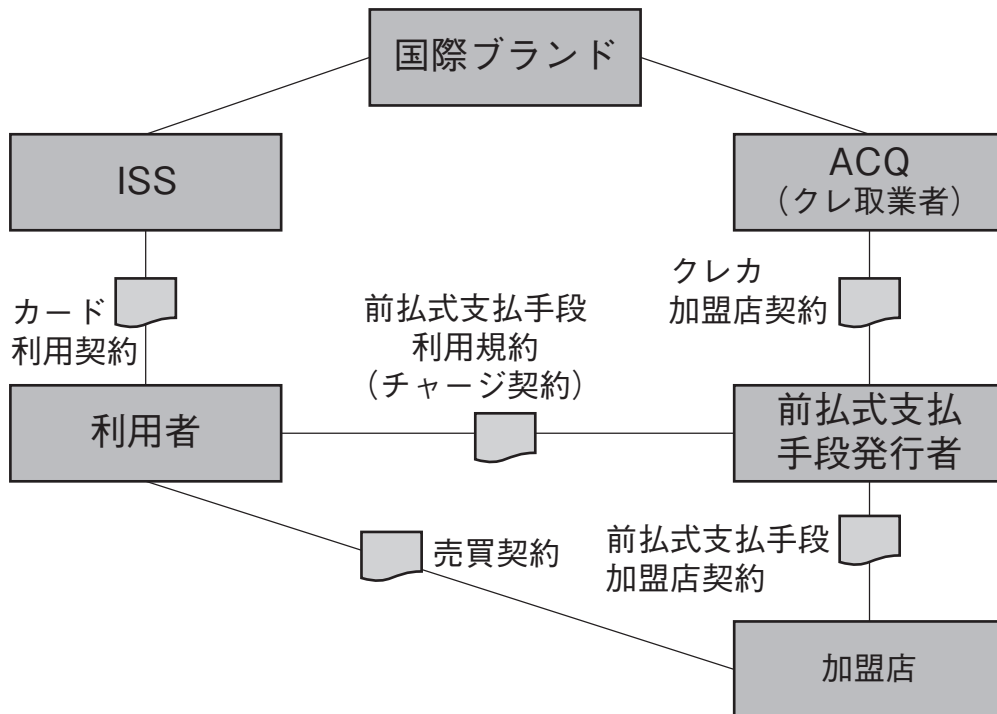 国際ブランド
ISS
ACQ
（クレ取業者）
カード
利用契約
前払式支払手段
利用規約
（チャージ契約）
クレカ
加盟店契約
利用者
前払式支払
手段発行者
売買契約
前払式支払手段
加盟店契約
加盟店